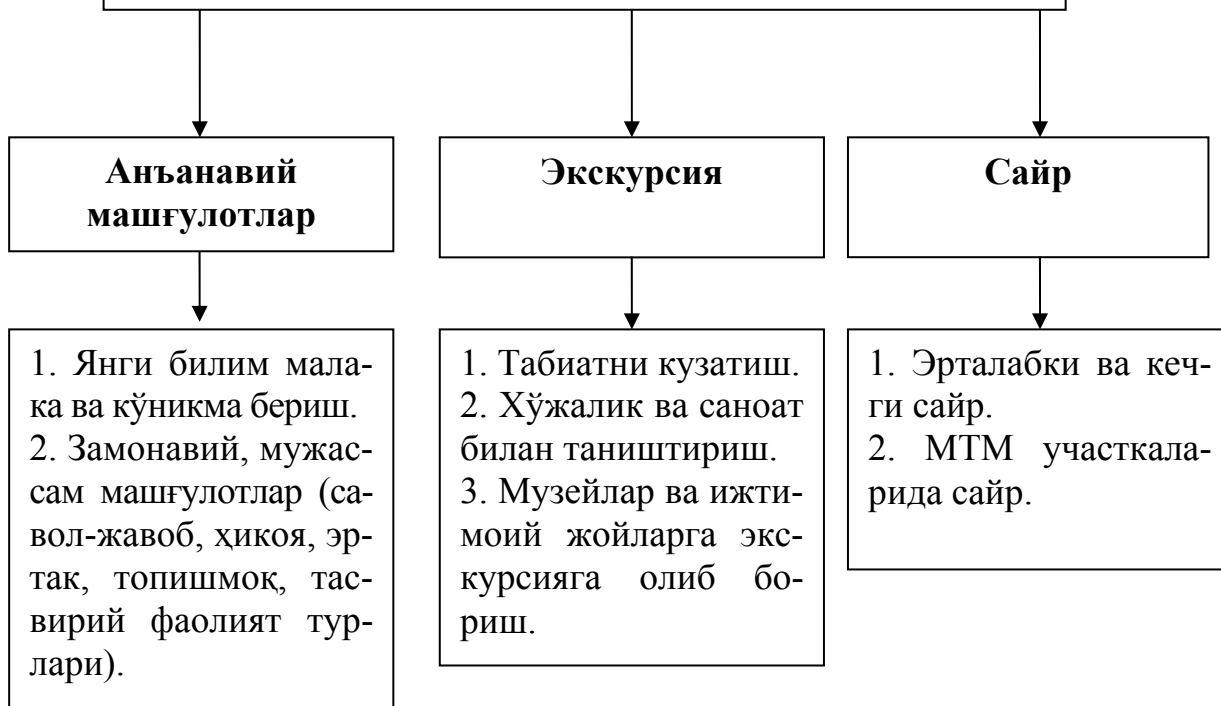 Анъанавий
машғулотлар
Экскурсия
Сайр
1. Янги билим мала-
ка ва кўникма бериш.
2. Замонавий, мужас-
сам машғулотлар (са-
вол-жавоб, ҳикоя, эр-
так, топишмоқ, тас-
вирий фаолият тур-
лари).
1. Табиатни кузатиш.
2. Хўжалик ва саноат
билан таништириш.
3. Музейлар ва ижти-
моий жойларга экс-
курсияга олиб бо-
риш.
1. Эрталабки ва кеч-
ги сайр.
2. МТМ участкала-
рида сайр.